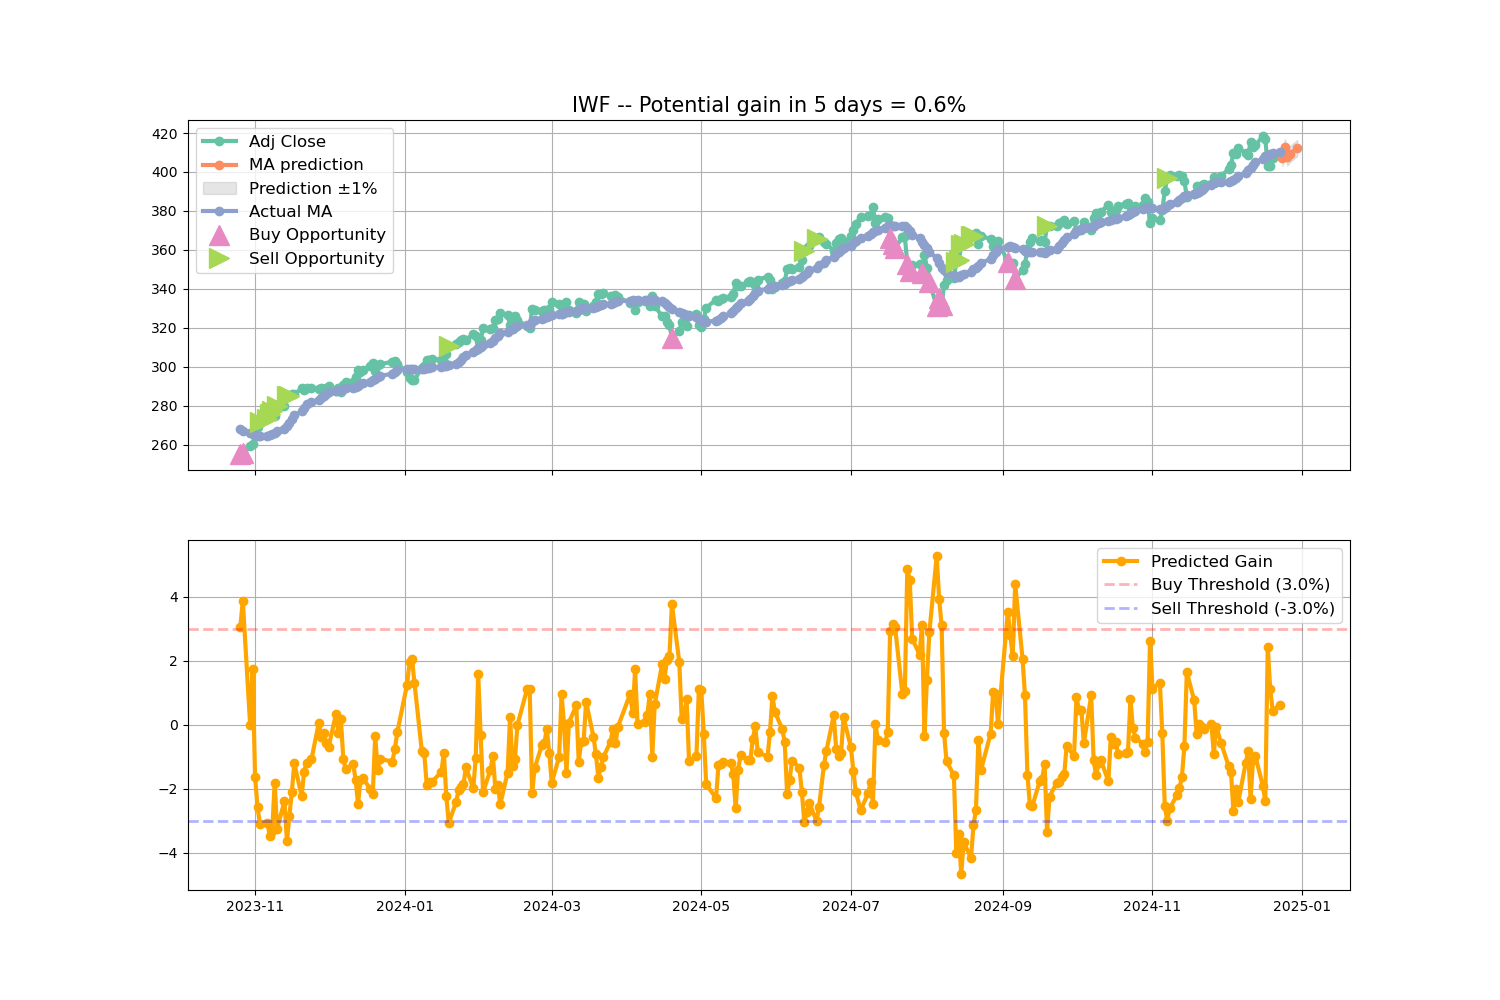 IWF -- Potential gain in 5 days = 0.6%
420
400
380
360
340
320
300
280
260
Adj Close
MA prediction
Prediction ±1%
Actual MA
Buy Opportunity
Sell Opportunity
4
2
0
−2
−4
Predicted Gain
Buy Threshold (3.0%)
Sell Threshold (-3.0%)
2023-11
2024-01
2024-03
2024-05
2024-07
2024-09
2024-11
2025-01